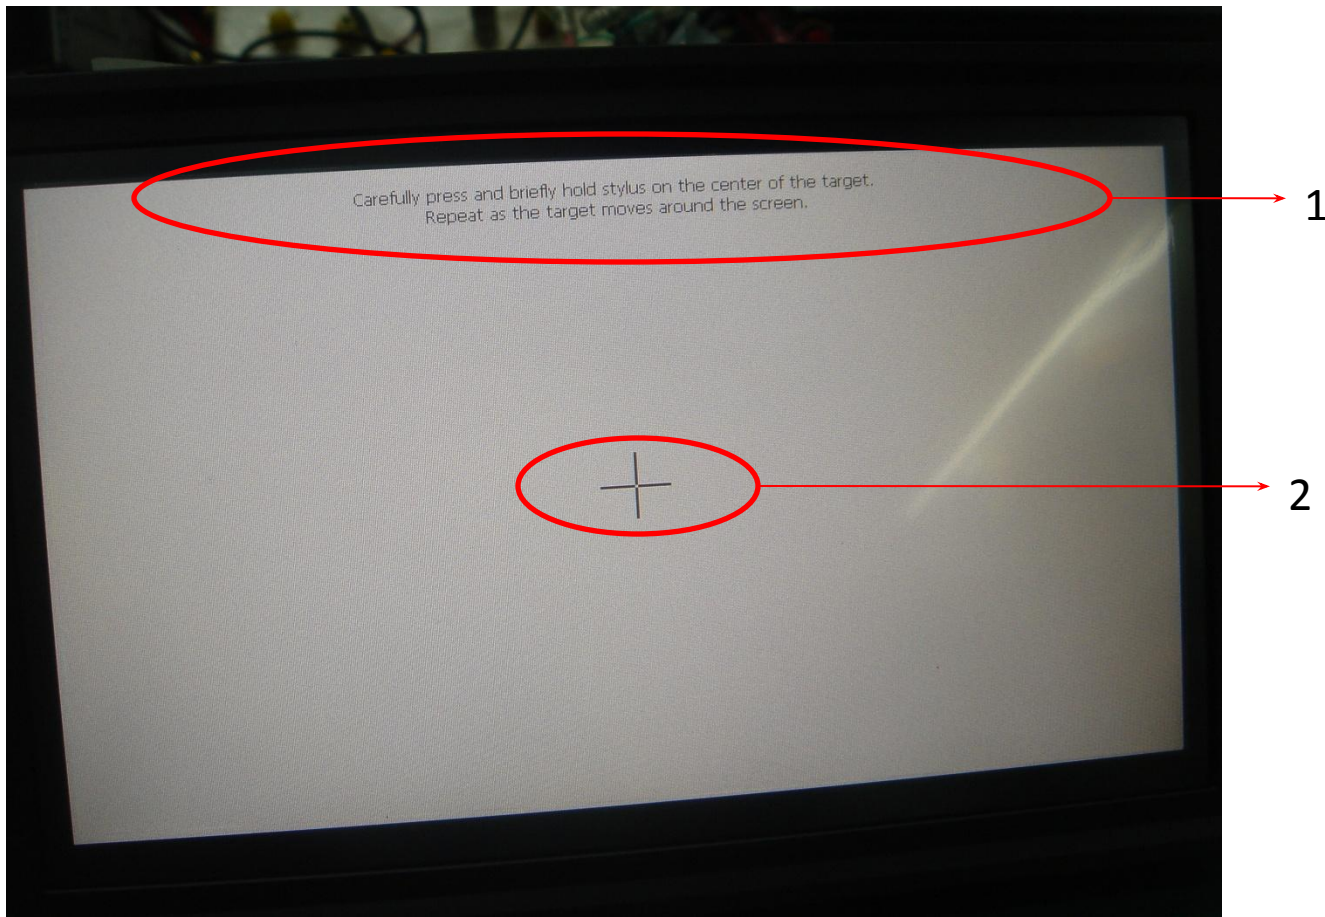 Carefully press and briefly hold stylus on the center of the target.
Repeat as the target moves around the screen.
1
2